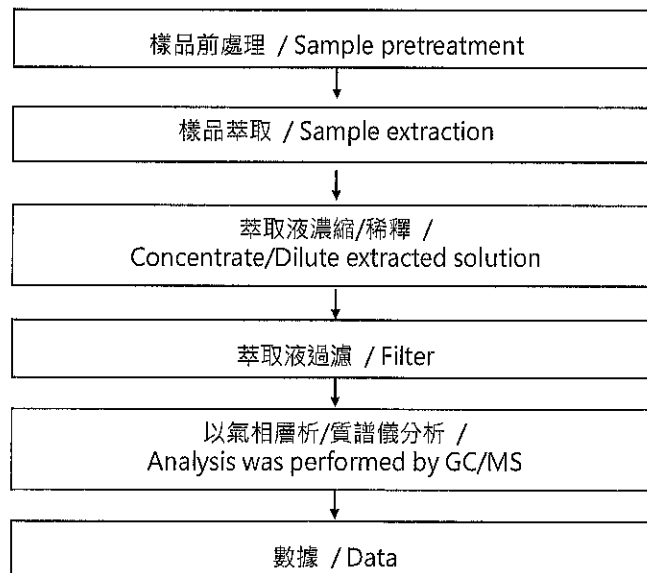 樣品前處理 / Sample pretreatment
樣品萃取 / Sample extraction
萃取液濃縮/稀釋 /
Concentrate/Dilute extracted solution
萃取液過濾 / Filter
以氣相層析/質譜儀分析 /
Analysis was performed by GC/MS
數據 / Data